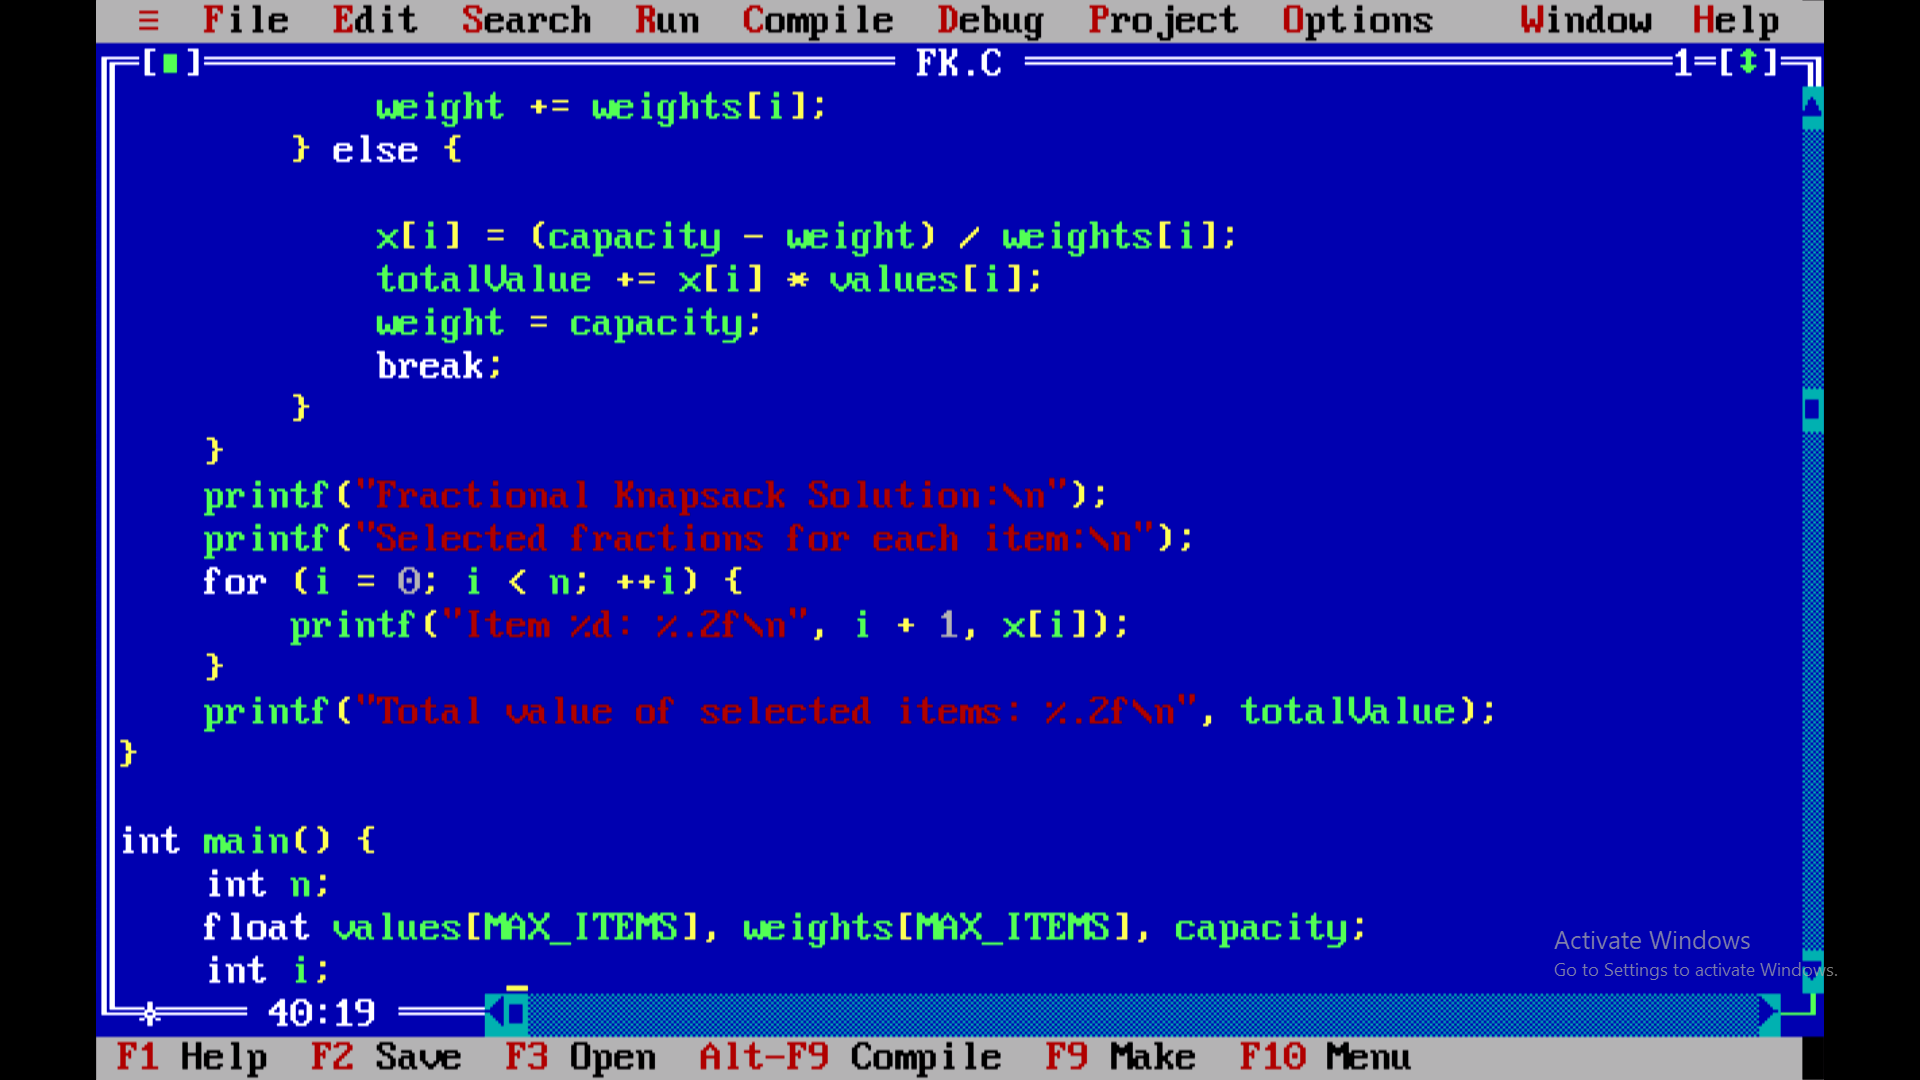 ≡ File Edit Search Run Compile Debug Project Options Window Help
[■] FK.C 1=[↕]
            weight += weights[i];
        } else {
            x[i] = (capacity - weight) / weights[i];
            totalValue += x[i] * values[i];
            weight = capacity;
            break;
        }
    }
    printf("Fractional Knapsack Solution:\n");
    printf("Selected fractions for each item:\n");
    for (i = 0; i < n; ++i) {
        printf("Item %d: %.2f\n", i + 1, x[i]);
    }
    printf("Total value of selected items: %.2f\n", totalValue);
}
int main() {
    int n;
    float values[MAX_ITEMS], weights[MAX_ITEMS], capacity;
    int i;
Activate Windows
Go to Settings to activate Windows.
40:19
F1 Help F2 Save F3 Open Alt-F9 Compile F9 Make F10 Menu